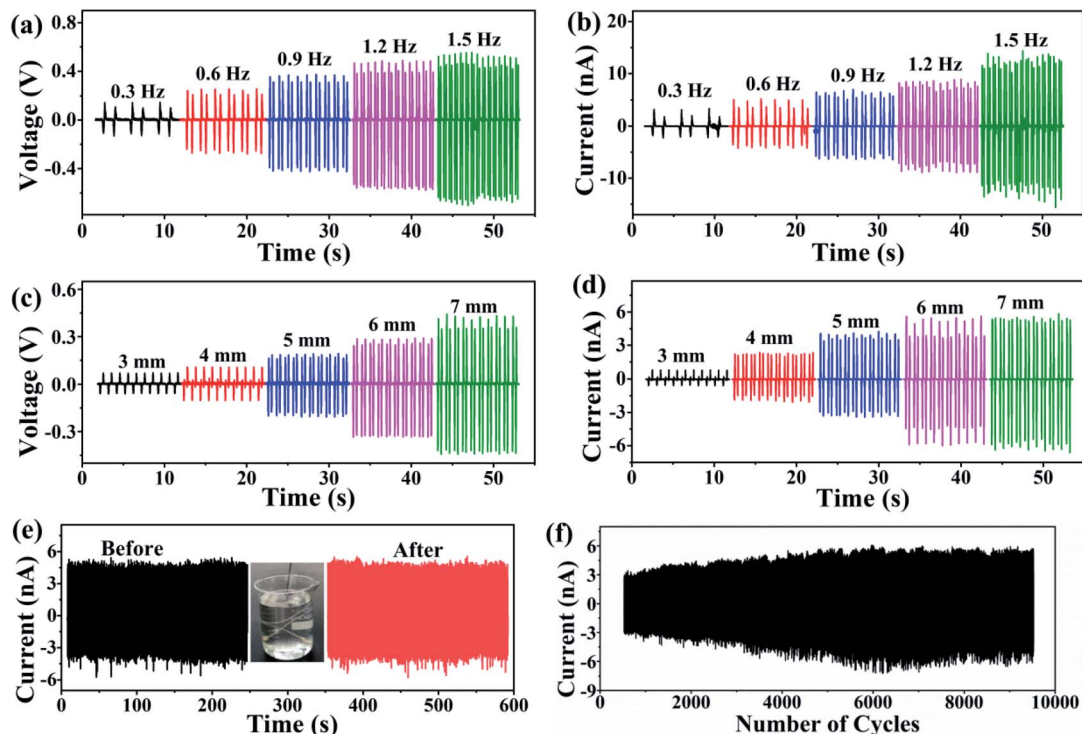 (a)
0.8
0.4
0.0
-0.4
Voltage (V)
0.3 Hz
0.6 Hz
0.9 Hz
1.2 Hz
1.5 Hz
0 10 20 30 40 50
Time (s)
(b)
20
10
0
-10
Current (nA)
0.3 Hz
0.6 Hz
0.9 Hz
1.2 Hz
1.5 Hz
0 10 20 30 40 50
Time (s)
(c)
0.6
0.3
0.0
-0.3
Voltage (V)
3 mm
4 mm
5 mm
6 mm
7 mm
0 10 20 30 40 50
Time (s)
(d)
6
3
0
-3
-6
Current (nA)
3 mm
4 mm
5 mm
6 mm
7 mm
0 10 20 30 40 50
Time (s)
(e)
6
3
0
-3
-6
Current (nA)
Before
After
0 100 200 300 400 500 600
Time (s)
(f)
6
3
0
-3
-6
-9
Current (nA)
0 2000 4000 6000 8000 10000
Number of Cycles